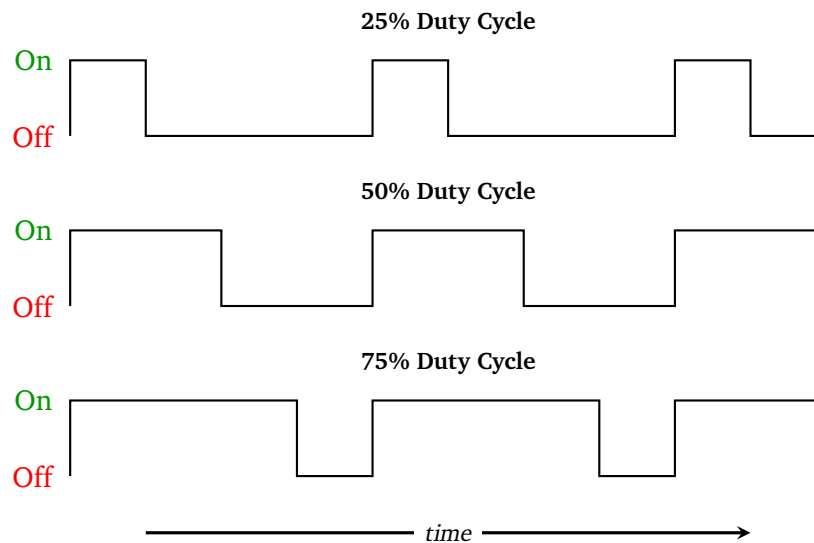 25% Duty Cycle
On
Off
50% Duty Cycle
On
Off
75% Duty Cycle
On
Off
time